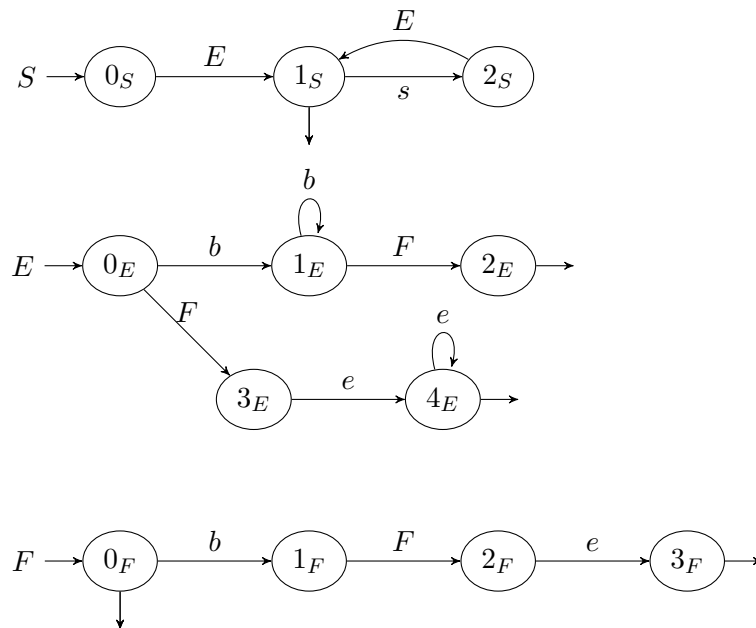 E
S 0_S E 1_S s 2_S
b
E 0_E b 1_E F 2_E
F e
3_E e 4_E
F 0_F b 1_F F 2_F e 3_F